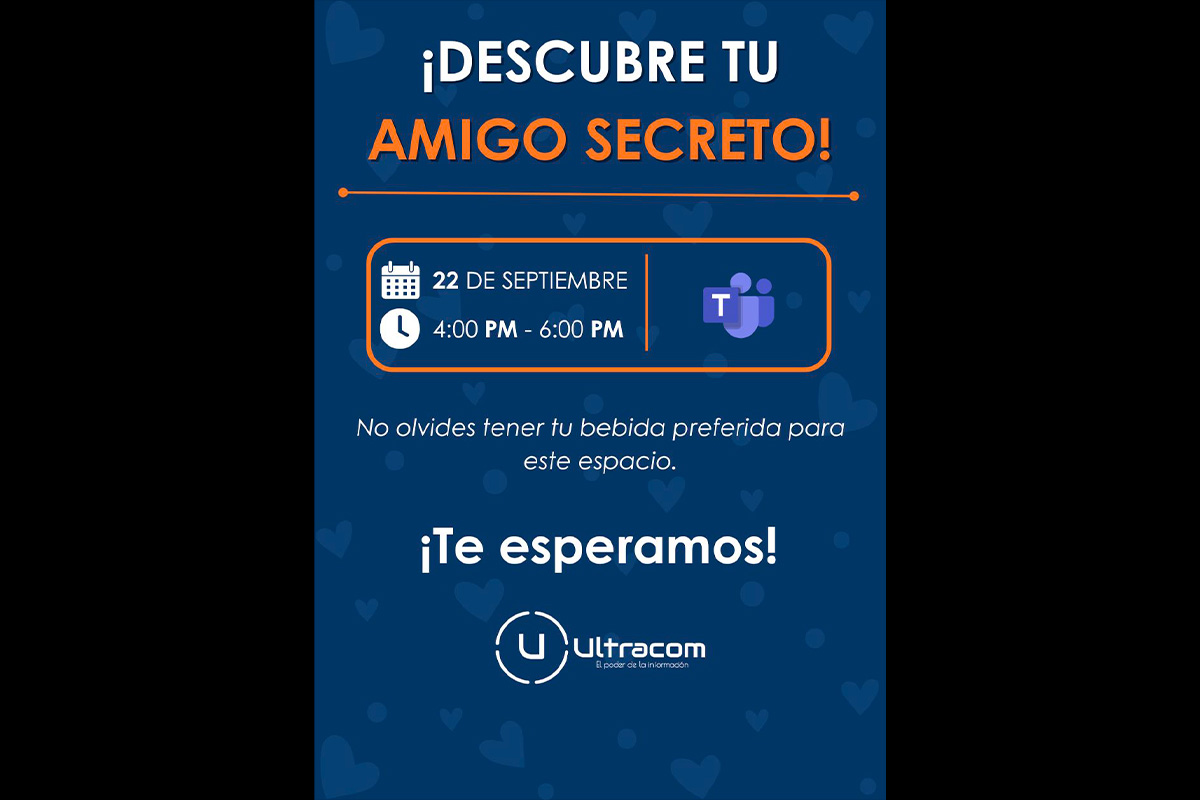 ¡DESCUBRE TU
AMIGO SECRETO!
22 DE SEPTIEMBRE
4:00 PM - 6:00 PM
T
No olvides tener tu bebida preferida para
este espacio.
¡Te esperamos!
U Ultracom
El poder de la información